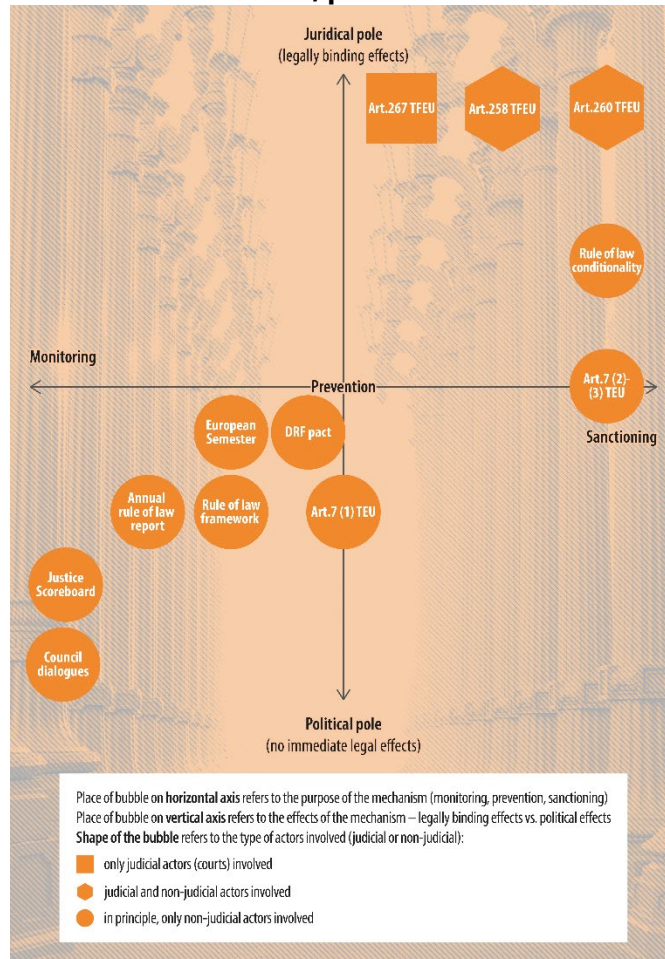 Juridical pole
(legally binding effects)
Art.267 TFEU
Art.258 TFEU
Art.260 TFEU
Rule of law
conditionality
Monitoring
Prevention
Art.7 (2)-
(3) TEU
Sanctioning
European
Semester
DRF pact
Annual
rule of law
report
Rule of law
framework
Art.7 (1) TEU
Justice
Scoreboard
Council
dialogues
Political pole
(no immediate legal effects)
Place of bubble on horizontal axis refers to the purpose of the mechanism (monitoring, prevention, sanctioning)
Place of bubble on vertical axis refers to the effects of the mechanism – legally binding effects vs. political effects
Shape of the bubble refers to the type of actors involved (judicial or non-judicial):
only judicial actors (courts) involved
judicial and non-judicial actors involved
in principle, only non-judicial actors involved